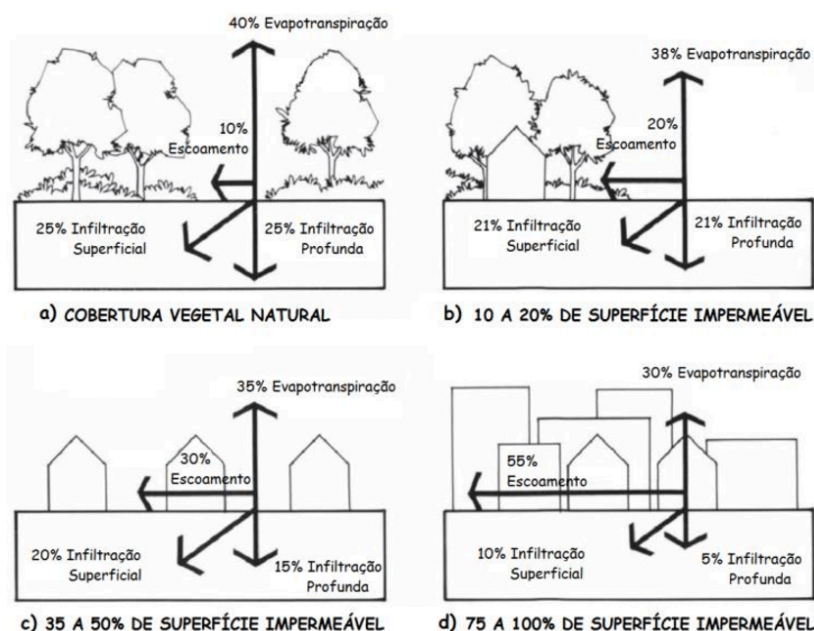 40% Evapotranspiração
10%
Escoamento
25% Infiltração
Superficial
25% Infiltração
Profunda
a) COBERTURA VEGETAL NATURAL
38% Evapotranspiração
20%
Escoamento
21% Infiltração
Superficial
21% Infiltração
Profunda
b) 10 A 20% DE SUPERFÍCIE IMPERMEÁVEL
35% Evapotranspiração
30%
Escoamento
20% Infiltração
Superficial
15% Infiltração
Profunda
c) 35 A 50% DE SUPERFÍCIE IMPERMEÁVEL
30% Evapotranspiração
55%
Escoamento
10% Infiltração
Superficial
5% Infiltração
Profunda
d) 75 A 100% DE SUPERFÍCIE IMPERMEÁVEL